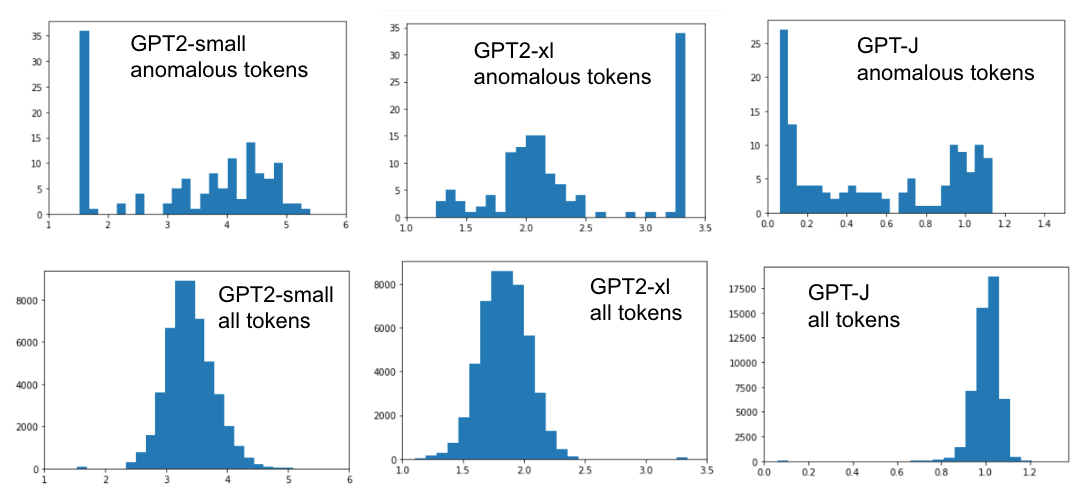 GPT2-small
anomalous tokens
35
30
25
20
15
10
5
0
1 2 3 4 5 6
GPT2-xl
anomalous tokens
35
30
25
20
15
10
5
0
1.0 1.5 2.0 2.5 3.0 3.5
GPT-J
anomalous tokens
25
20
15
10
5
0
0.0 0.2 0.4 0.6 0.8 1.0 1.2 1.4
GPT2-small
all tokens
8000
6000
4000
2000
0
1 2 3 4 5 6
GPT2-xl
all tokens
8000
6000
4000
2000
0
1.0 1.5 2.0 2.5 3.0 3.5
GPT-J
all tokens
17500
15000
12500
10000
7500
5000
2500
0
0.0 0.2 0.4 0.6 0.8 1.0 1.2